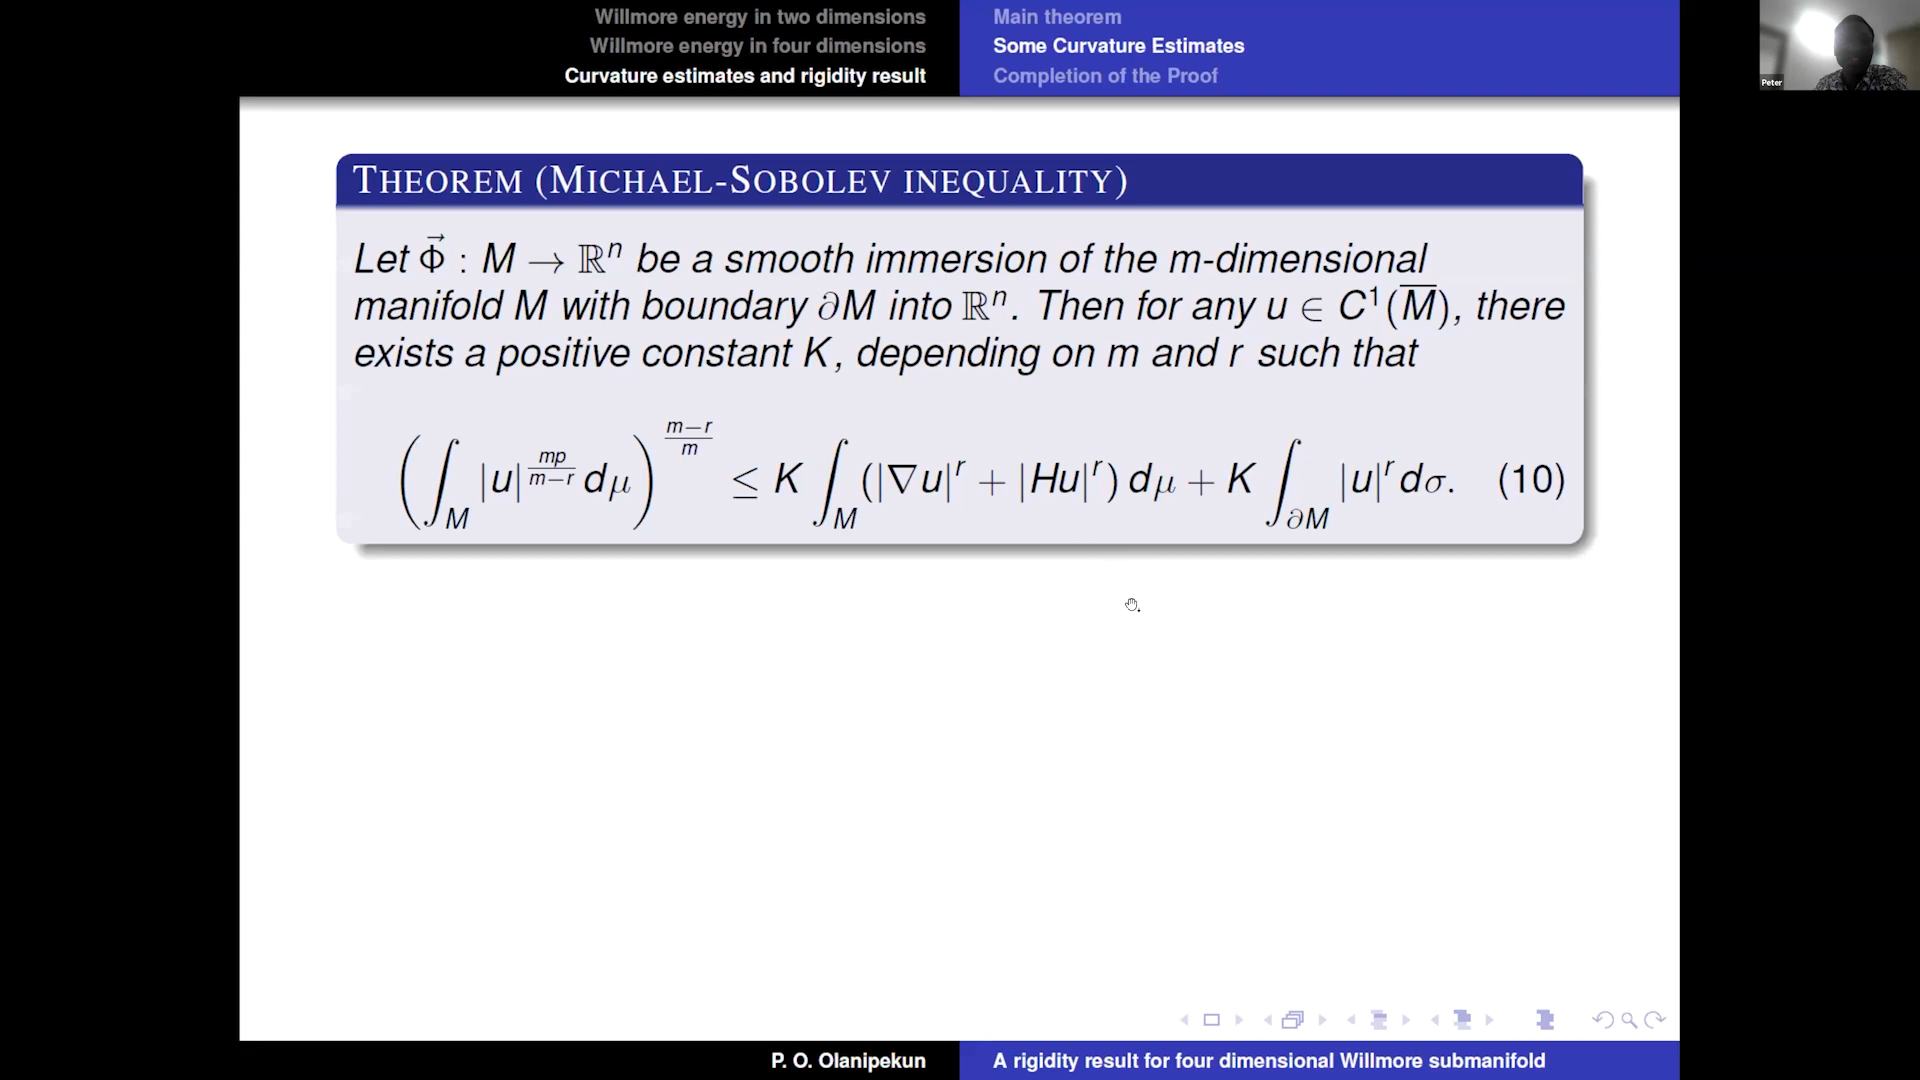 Willmore energy in two dimensions
Willmore energy in four dimensions
Curvature estimates and rigidity result
Main theorem
Some Curvature Estimates
Completion of the Proof
Peter
THEOREM (MICHAEL-SOBOLEV INEQUALITY)
Let $\vec{\Phi} : M \to \mathbb{R}^n$ be a smooth immersion of the m-dimensional
manifold M with boundary ∂M into $\mathbb{R}^n$. Then for any $u \in C^1(\overline{M})$, there
exists a positive constant K, depending on m and r such that
$\left( \int_M |u|^{\frac{mp}{m-r}} d\mu \right)^{\frac{m-r}{m}} \leq K \int_M (|\nabla u|^r + |Hu|^r) \, d\mu + K \int_{\partial M} |u|^r d\sigma. \quad (10)$
P. O. Olanipekun
A rigidity result for four dimensional Willmore submanifold